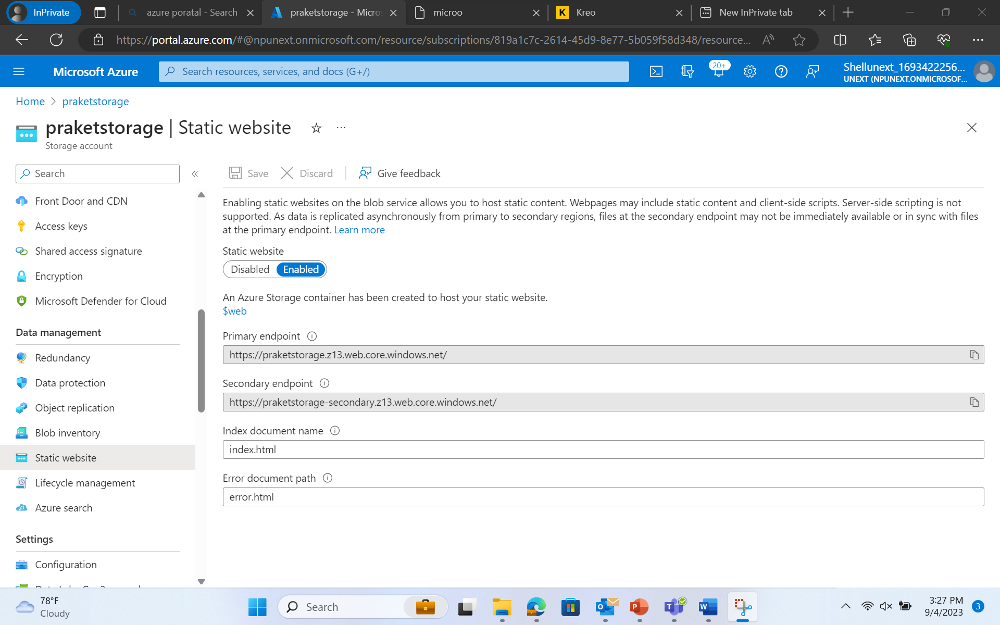 InPrivate
azure poratal - Search
praketstorage - Micros
microo
Kreo
New InPrivate tab
https://portal.azure.com/#@npunext.onmicrosoft.com/resource/subscriptions/819a1c7c-2614-45d9-8e77-5b059f58d348/resource...
Microsoft Azure
Search resources, services, and docs (G+/)
20+
Shellunext_1693422256...
UNEXT (NPUNEXT.ONMICROSOF...
Home > praketstorage
praketstorage | Static website
Storage account
Search
Save
Discard
Give feedback
Front Door and CDN
Access keys
Shared access signature
Encryption
Microsoft Defender for Cloud
Data management
Redundancy
Data protection
Object replication
Blob inventory
Static website
Lifecycle management
Azure search
Settings
Configuration
Enabling static websites on the blob service allows you to host static content. Webpages may include static content and client-side scripts. Server-side scripting is not
supported. As data is replicated asynchronously from primary to secondary regions, files at the secondary endpoint may not be immediately available or in sync with files
at the primary endpoint. Learn more
Static website
Disabled Enabled
An Azure Storage container has been created to host your static website.
$web
Primary endpoint
https://praketstorage.z13.web.core.windows.net/
Secondary endpoint
https://praketstorage-secondary.z13.web.core.windows.net/
Index document name
index.html
Error document path
error.html
78°F
Cloudy
Search
3:27 PM
9/4/2023
3